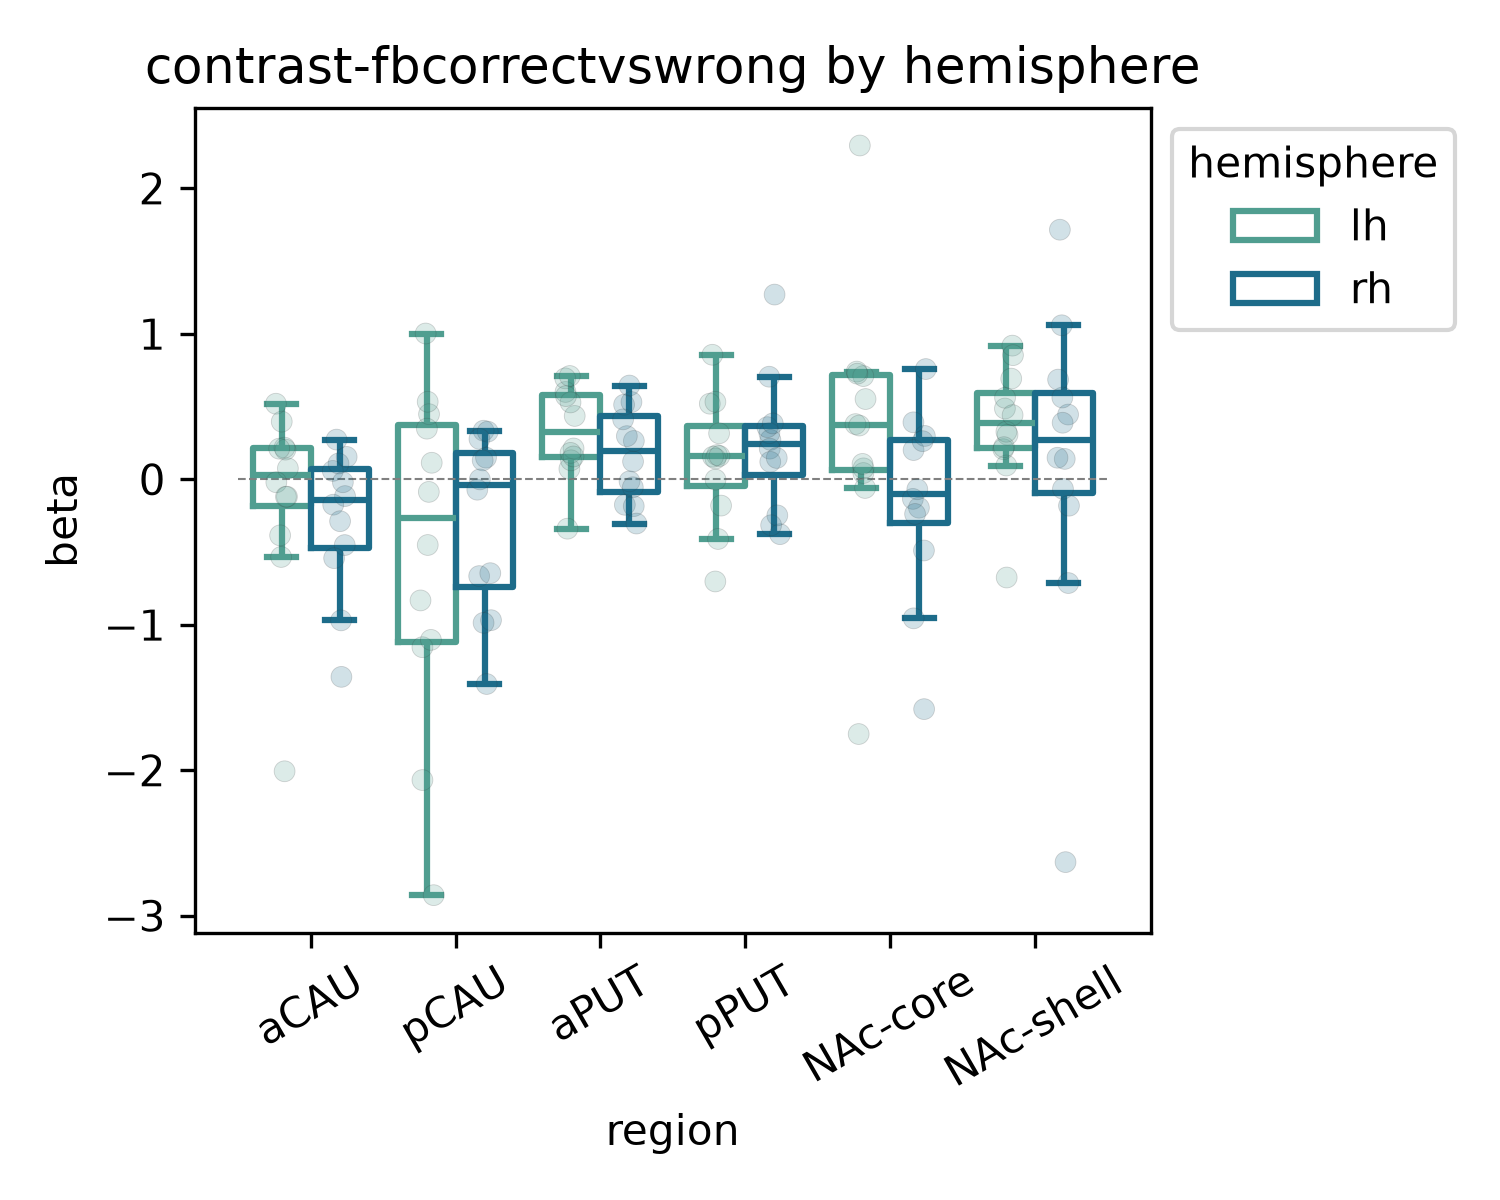 contrast-fbcorrectvswrong by hemisphere
hemisphere
lh
rh
beta
2
1
0
−1
−2
−3
aCAU
pCAU
aPUT
pPUT
NAc-core
NAc-shell
region